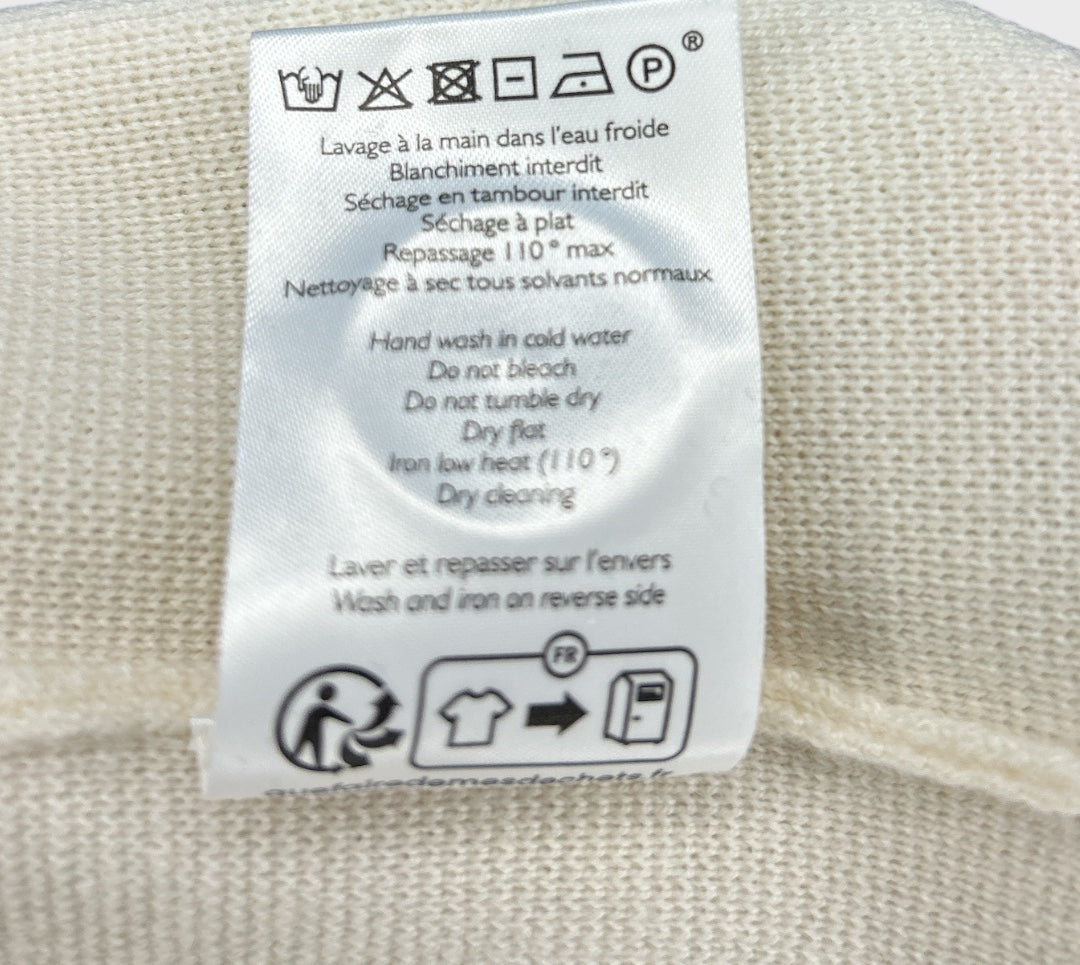 P ®
Lavage à la main dans l'eau froide
Blanchiment interdit
Séchage en tambour interdit
Séchage à plat
Repassage 110° max
Nettoyage à sec tous solvants normaux
Hand wash in cold water
Do not bleach
Do not tumble dry
Dry flat
Iron low heat (110°)
Dry cleaning
Laver et repasser sur l'envers
Wash and iron on reverse side
FR
quefairedemesdechets.fr